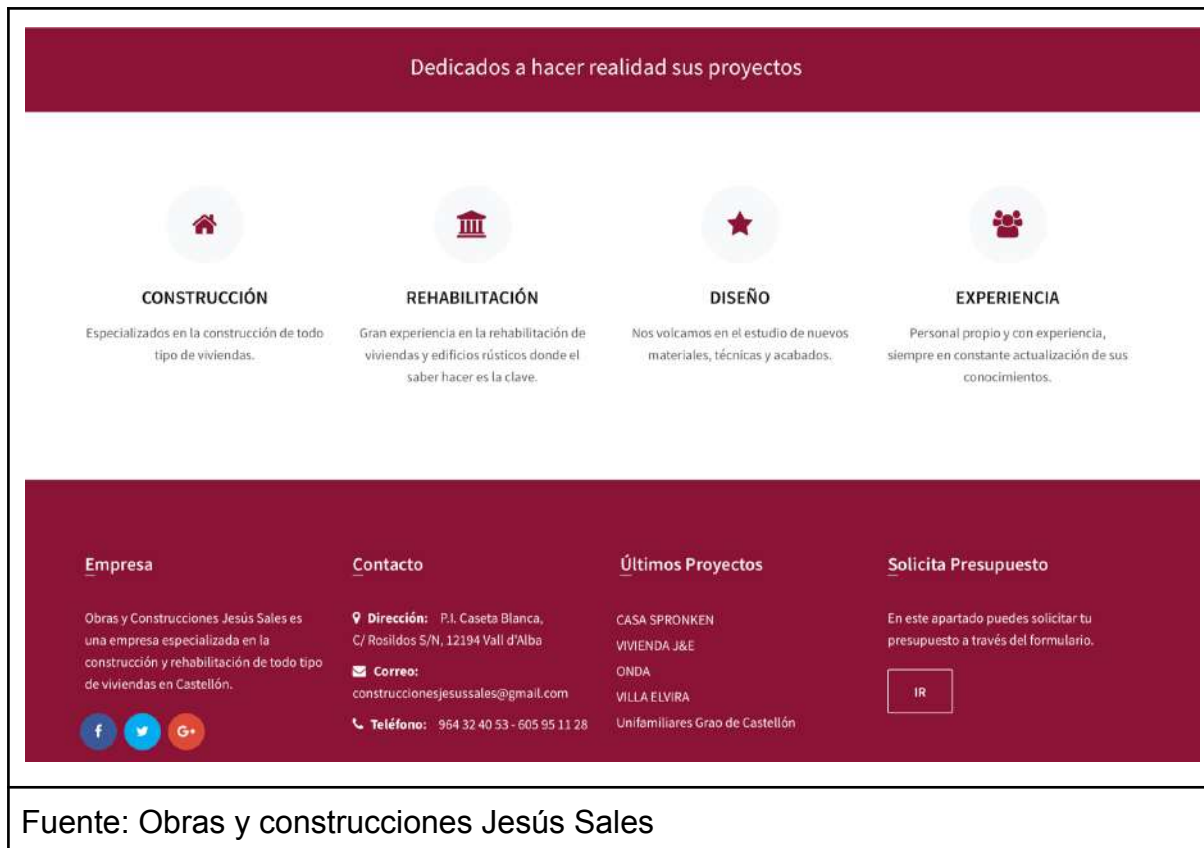 Dedicados a hacer realidad sus proyectos
CONSTRUCCIÓN
Especializados en la construcción de todo
tipo de viviendas.
REHABILITACIÓN
Gran experiencia en la rehabilitación de
viviendas y edificios rústicos donde el
saber hacer es la clave.
DISEÑO
Nos volcamos en el estudio de nuevos
materiales, técnicas y acabados.
EXPERIENCIA
Personal propio y con experiencia,
siempre en constante actualización de sus
conocimientos.
Empresa
Obras y Construcciones Jesús Sales es
una empresa especializada en la
construcción y rehabilitación de todo tipo
de viviendas en Castellón.
f
G+
Contacto
Dirección: P.I. Caseta Blanca,
C/ Rosildos S/N, 12194 Vall d'Alba
Correo:
construccionesjesussales@gmail.com
Teléfono: 964 32 40 53 - 605 95 11 28
Últimos Proyectos
CASA SPRONKEN
VIVIENDA J&E
ONDA
VILLA ELVIRA
Unifamiliares Grao de Castellón
Solicita Presupuesto
En este apartado puedes solicitar tu
presupuesto a través del formulario.
IR
Fuente: Obras y construcciones Jesús Sales